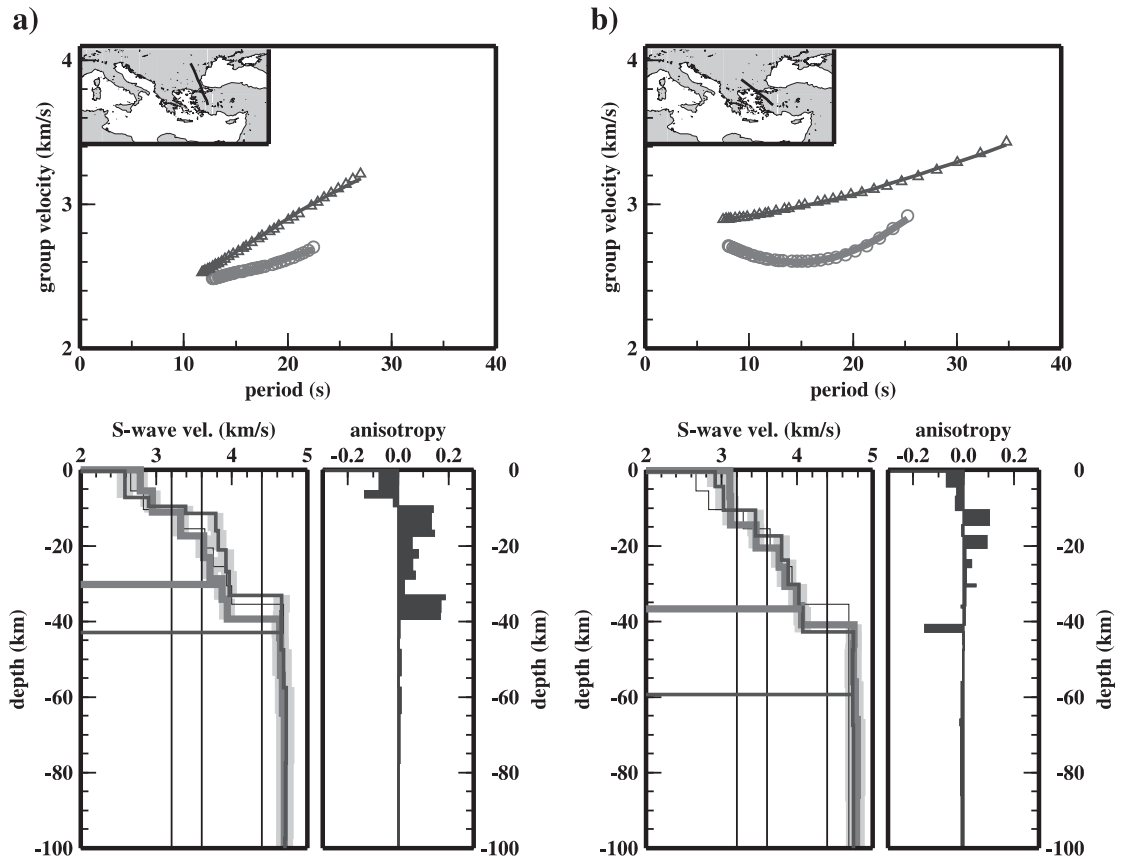 a)
b)
4
3
2
group velocity (km/s)
0 10 20 30 40
period (s)
4
3
2
group velocity (km/s)
0 10 20 30 40
period (s)
S-wave vel. (km/s)
2 3 4 5
anisotropy
-0.2 0.0 0.2
0
-20
-40
-60
-80
-100
depth (km)
0
-20
-40
-60
-80
-100
depth (km)
S-wave vel. (km/s)
2 3 4 5
anisotropy
-0.2 0.0 0.2
0
-20
-40
-60
-80
-100
depth (km)
0
-20
-40
-60
-80
-100
depth (km)